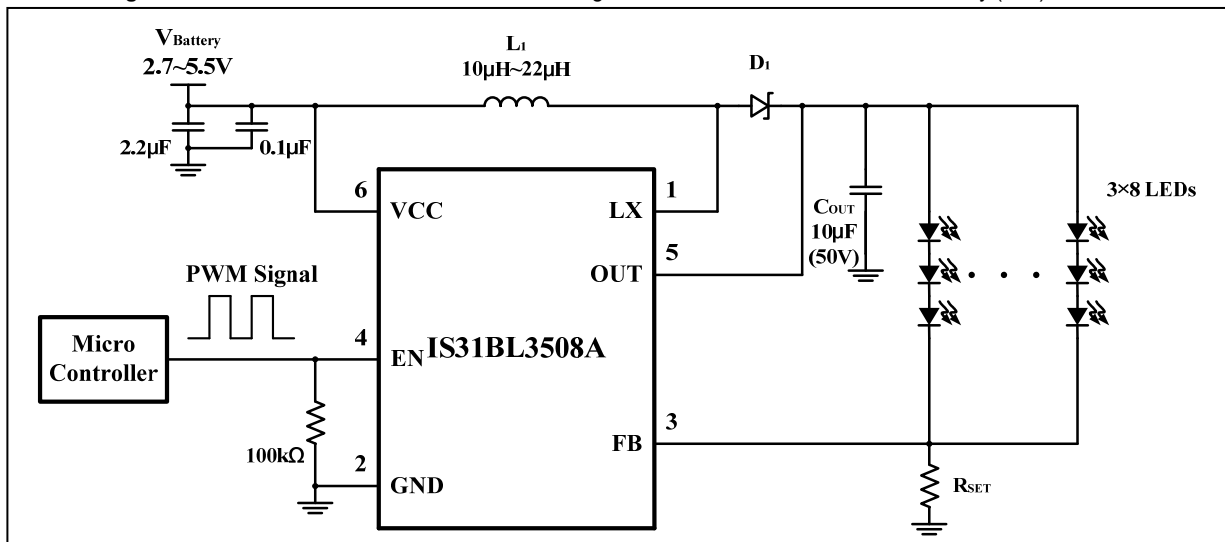 V Battery
2.7~5.5V
L1
10μH~22μH
D1
2.2μF
0.1μF
6
VCC
1
LX
COUT
10μF
(50V)
3×8 LEDs
5
OUT
PWM Signal
Micro
Controller
4
EN
IS31BL3508A
100kΩ
3
FB
2
GND
RSET